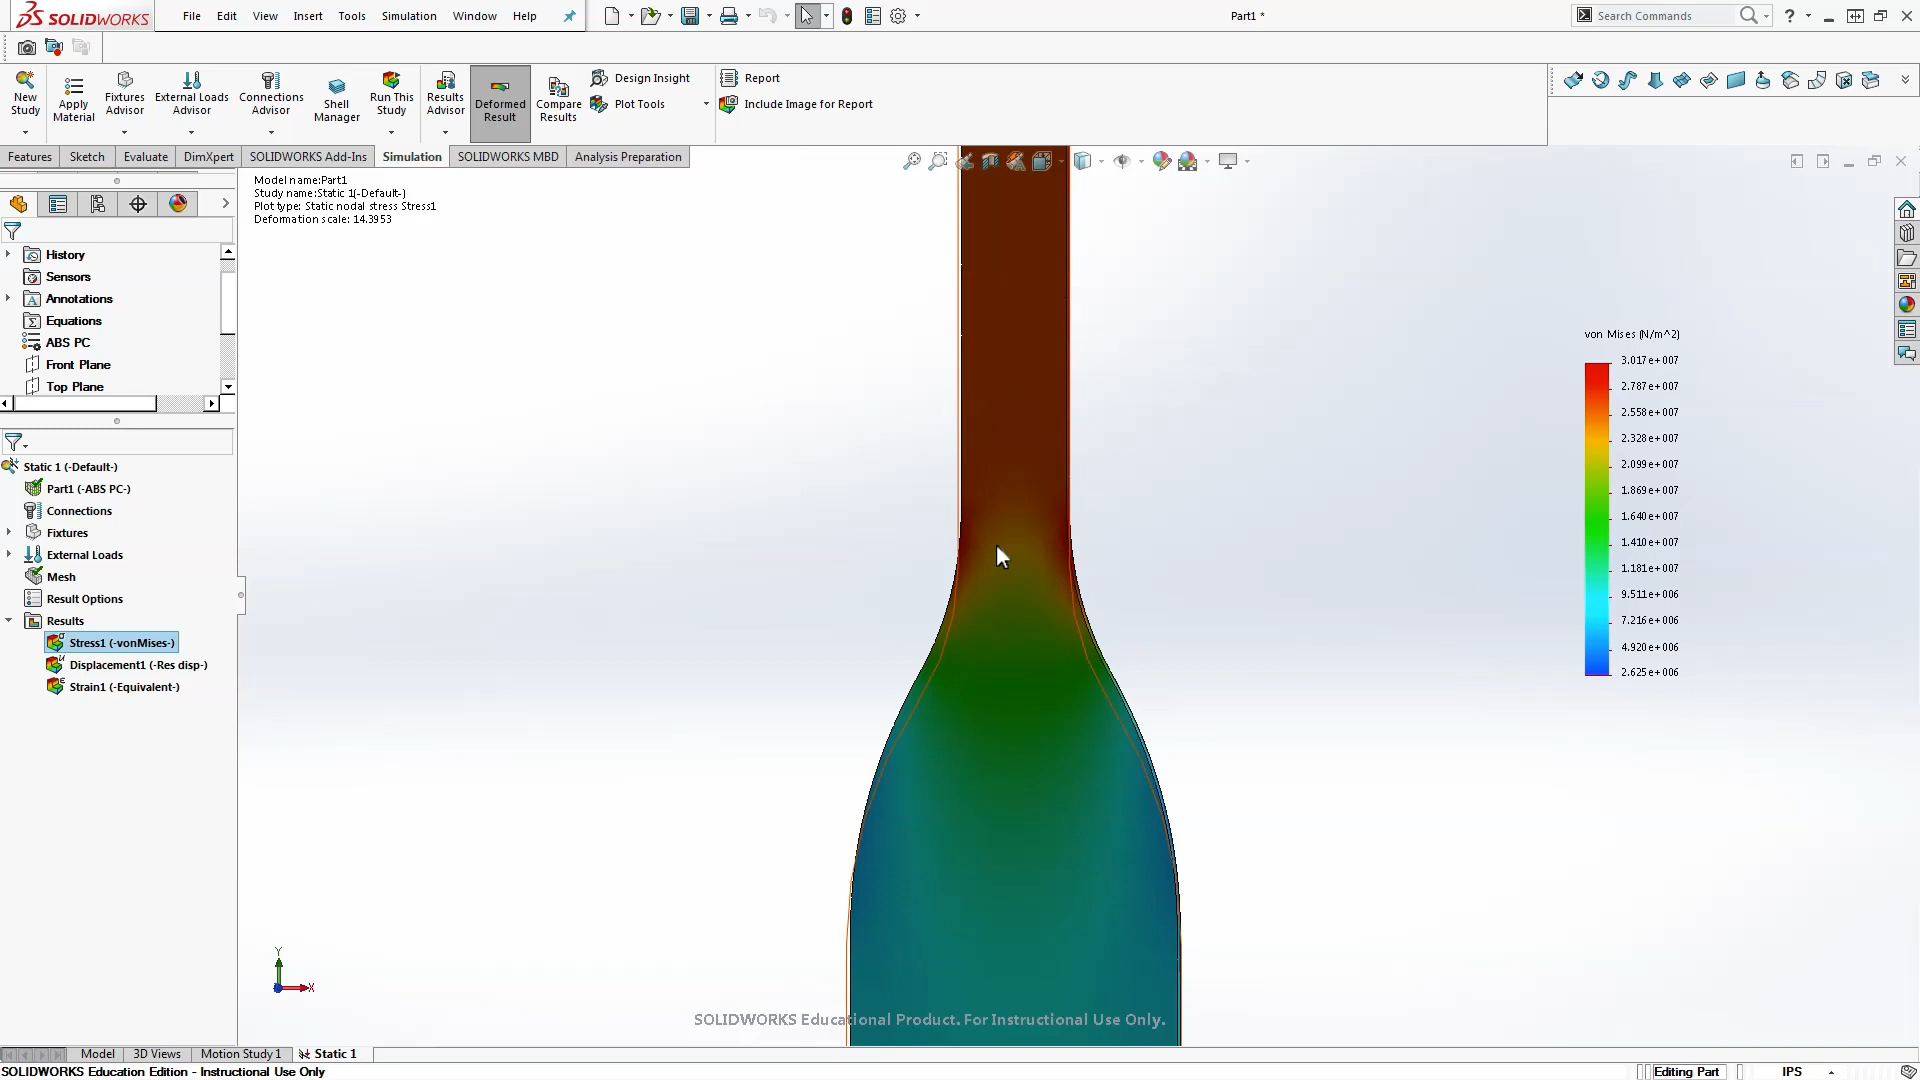 SOLIDWORKS
File Edit View Insert Tools Simulation Window Help
Part1 *
Search Commands
New Study
Apply Material
Fixtures Advisor
External Loads Advisor
Connections Advisor
Shell Manager
Run This Study
Results Advisor
Deformed Result
Compare Results
Design Insight
Plot Tools
Report
Include Image for Report
Features Sketch Evaluate DimXpert SOLIDWORKS Add-Ins Simulation SOLIDWORKS MBD Analysis Preparation
Model name:Part1
Study name:Static 1(-Default-)
Plot type: Static nodal stress Stress1
Deformation scale: 14.3953
History
Sensors
Annotations
Equations
ABS PC
Front Plane
Top Plane
Static 1 (-Default-)
Part1 (-ABS PC-)
Connections
Fixtures
External Loads
Mesh
Result Options
Results
Stress1 (-vonMises-)
Displacement1 (-Res disp-)
Strain1 (-Equivalent-)
von Mises (N/m^2)
3.017e+007
2.787e+007
2.558e+007
2.328e+007
2.099e+007
1.869e+007
1.640e+007
1.410e+007
1.181e+007
9.511e+006
7.216e+006
4.920e+006
2.625e+006
Y
X
SOLIDWORKS Educational Product. For Instructional Use Only.
Model 3D Views Motion Study 1 Static 1
SOLIDWORKS Education Edition - Instructional Use Only
Editing Part IPS